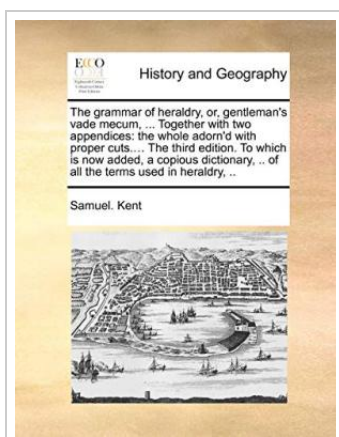 ECCO
History and Geography
The grammar of heraldry, or, gentleman's
vade mecum, ... Together with two
appendices: the whole adorn'd with
proper cuts.... The third edition. To which
is now added, a copious dictionary, .. of
all the terms used in heraldry, ..
Samuel. Kent